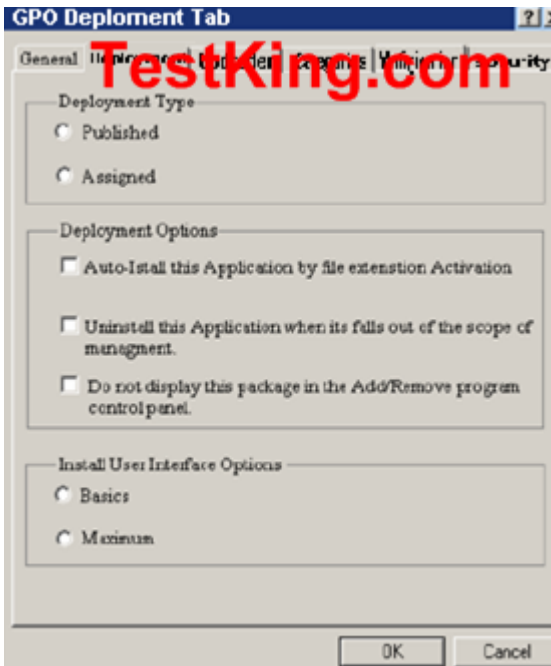 GPO Deploment Tab
?
TestKing.com
General
Deployment Type
Published
Assigned
Deployment Options
Auto-Istall this Application by file extenstion Activation
Uninstall this Application when its falls out of the scope of
managment.
Do not display this package in the Add/Remove program
control panel.
Install User Interface Options
Basics
Maximum
OK
Cancel